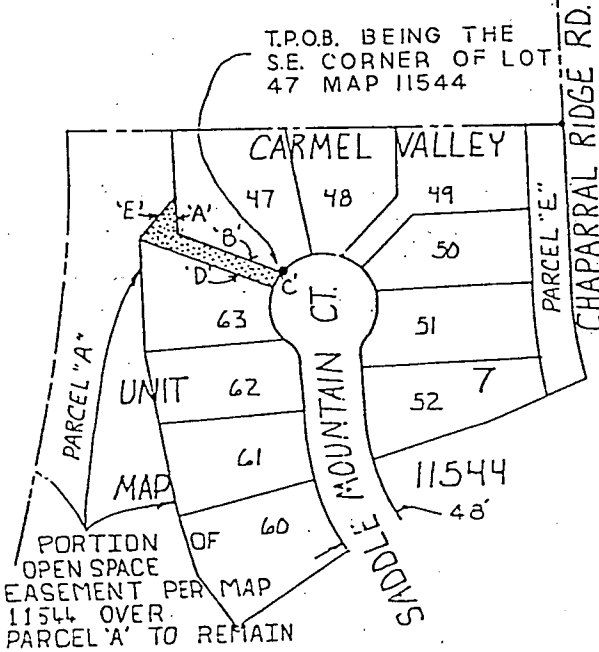 T.P.O.B. BEING THE
S.E. CORNER OF LOT
47 MAP 11544
CHAPARRAL RIDGE RD.
CARMEL VALLEY
47
48
49
'E'
'A'
'B'
50
PARCEL "E"
'D'
'C'
CT.
63
51
PARCEL "A"
UNIT
62
52
7
MOUNTAIN
61
11544
MAP
48'
60
SADDLE
PORTION
OF
OPEN SPACE
EASEMENT PER MAP
11544 OVER
PARCEL 'A' TO REMAIN